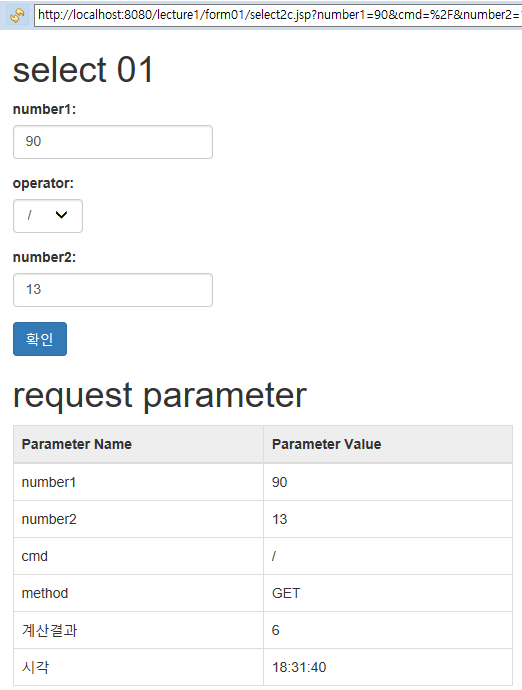 http://localhost:8080/lecture1/form01/select2c.jsp?number1=90&cmd=%2F&number2=
select 01
number1:
90
operator:
/
number2:
13
확인
request parameter
Parameter Name Parameter Value
number1 90
number2 13
cmd /
method GET
계산결과 6
시각 18:31:40